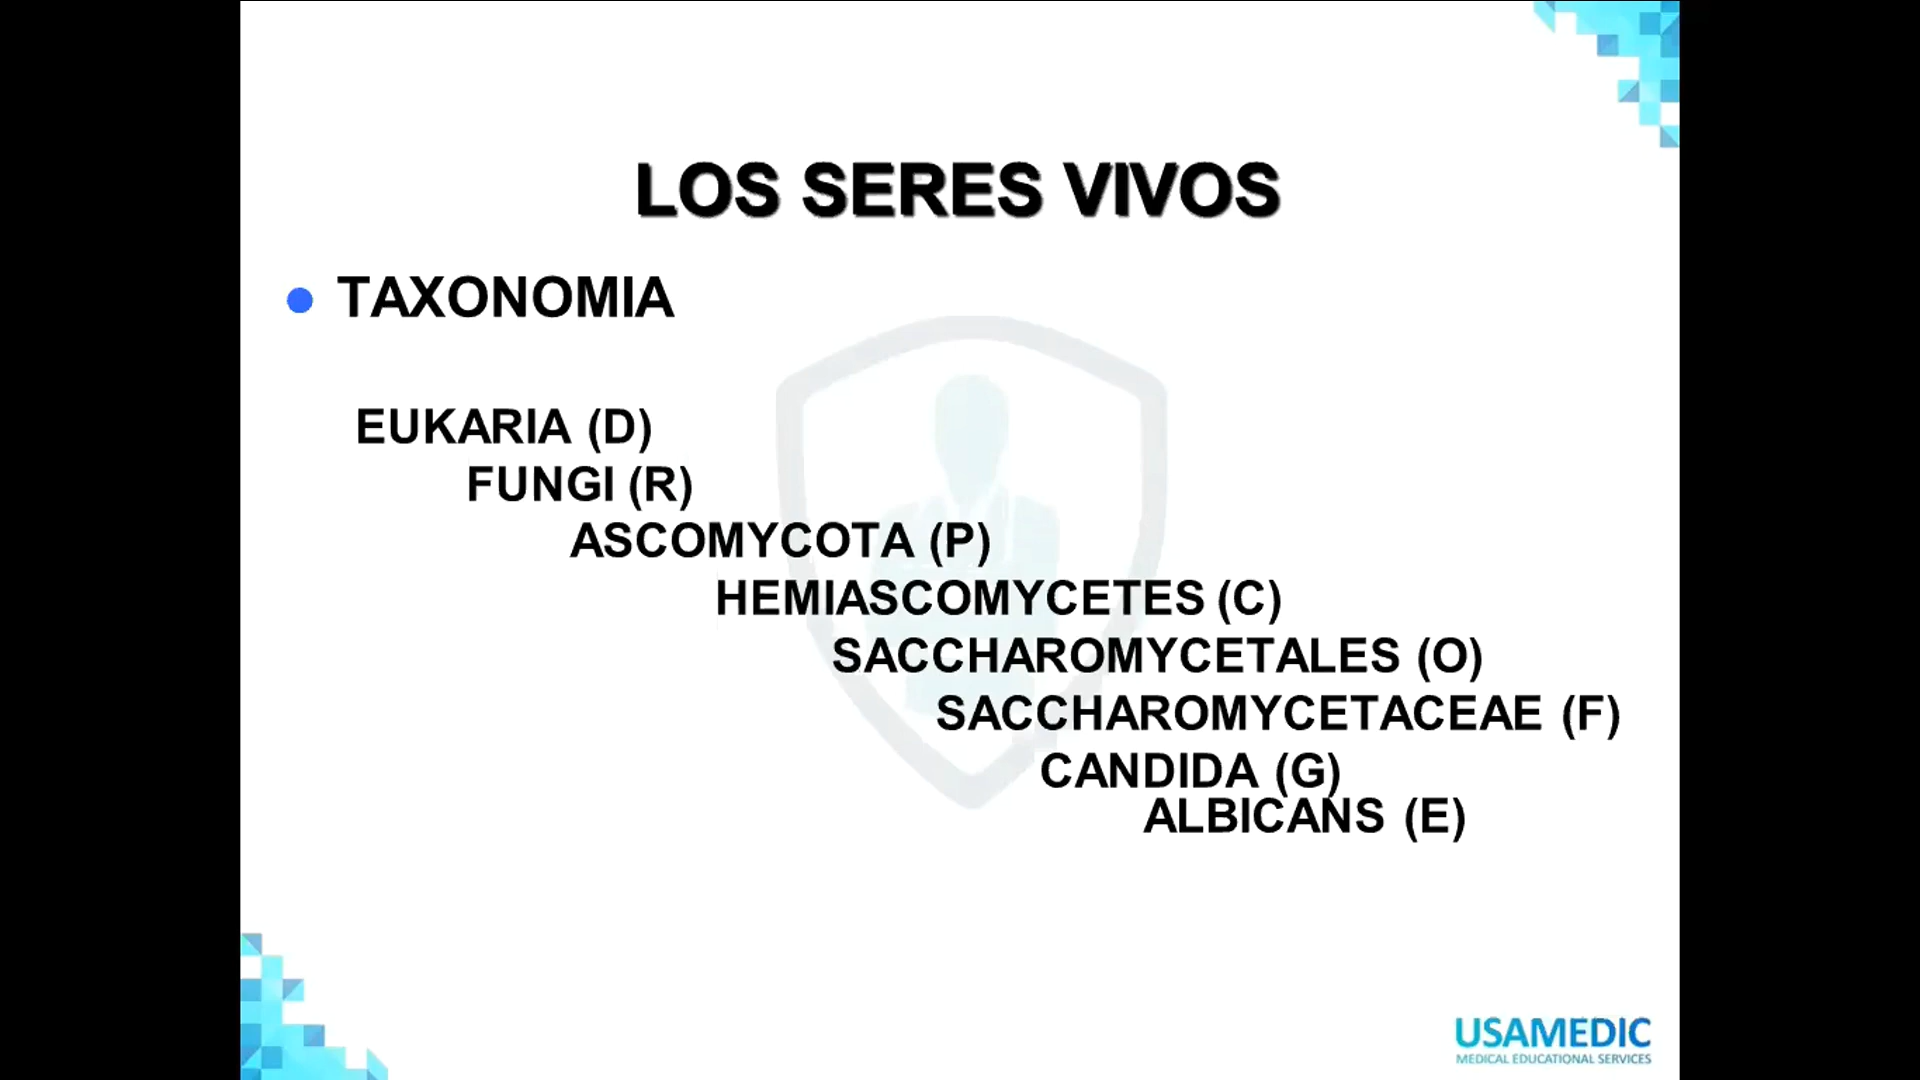 LOS SERES VIVOS
TAXONOMIA
EUKARIA (D)
FUNGI (R)
ASCOMYCOTA (P)
HEMIASCOMYCETES (C)
SACCHAROMYCETALES (O)
SACCHAROMYCETACEAE (F)
CANDIDA (G)
ALBICANS (E)
USAMEDIC
MEDICAL EDUCATIONAL SERVICES